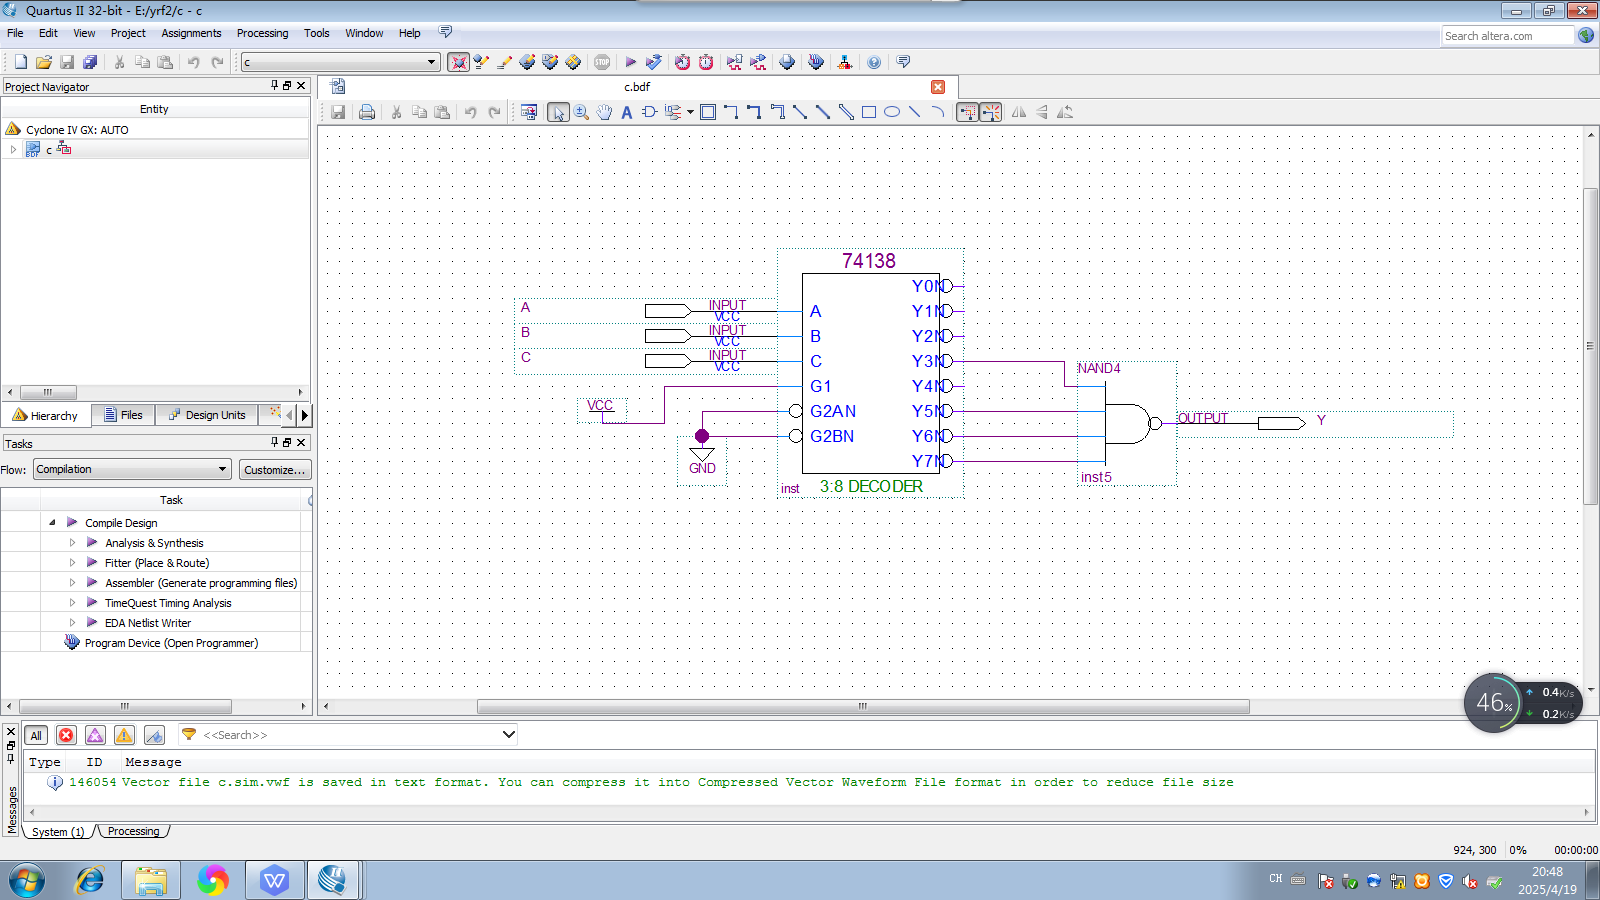 Quartus II 32-bit - E:/yrf2/c - c
File Edit View Project Assignments Processing Tools Window Help
Search altera.com
c
Project Navigator
c.bdf
Entity
Cyclone IV GX: AUTO
BDF c
Hierarchy Files Design Units
Tasks
Flow: Compilation Customize...
Task
Compile Design
Analysis & Synthesis
Fitter (Place & Route)
Assembler (Generate programming files)
TimeQuest Timing Analysis
EDA Netlist Writer
Program Device (Open Programmer)
74138
A INPUT VCC A
B INPUT VCC B
C INPUT VCC C
VCC G1
G2AN
G2BN
GND
Y0N
Y1N
Y2N
Y3N
Y4N
Y5N
Y6N
Y7N
inst 3:8 DECODER
NAND4
inst5
OUTPUT Y
46%
0.4K/s
0.2K/s
Messages
All <<Search>>
Type ID Message
146054 Vector file c.sim.vwf is saved in text format. You can compress it into Compressed Vector Waveform File format in order to reduce file size
System (1) Processing
924, 300 0% 00:00:00
CH
20:48
2025/4/19